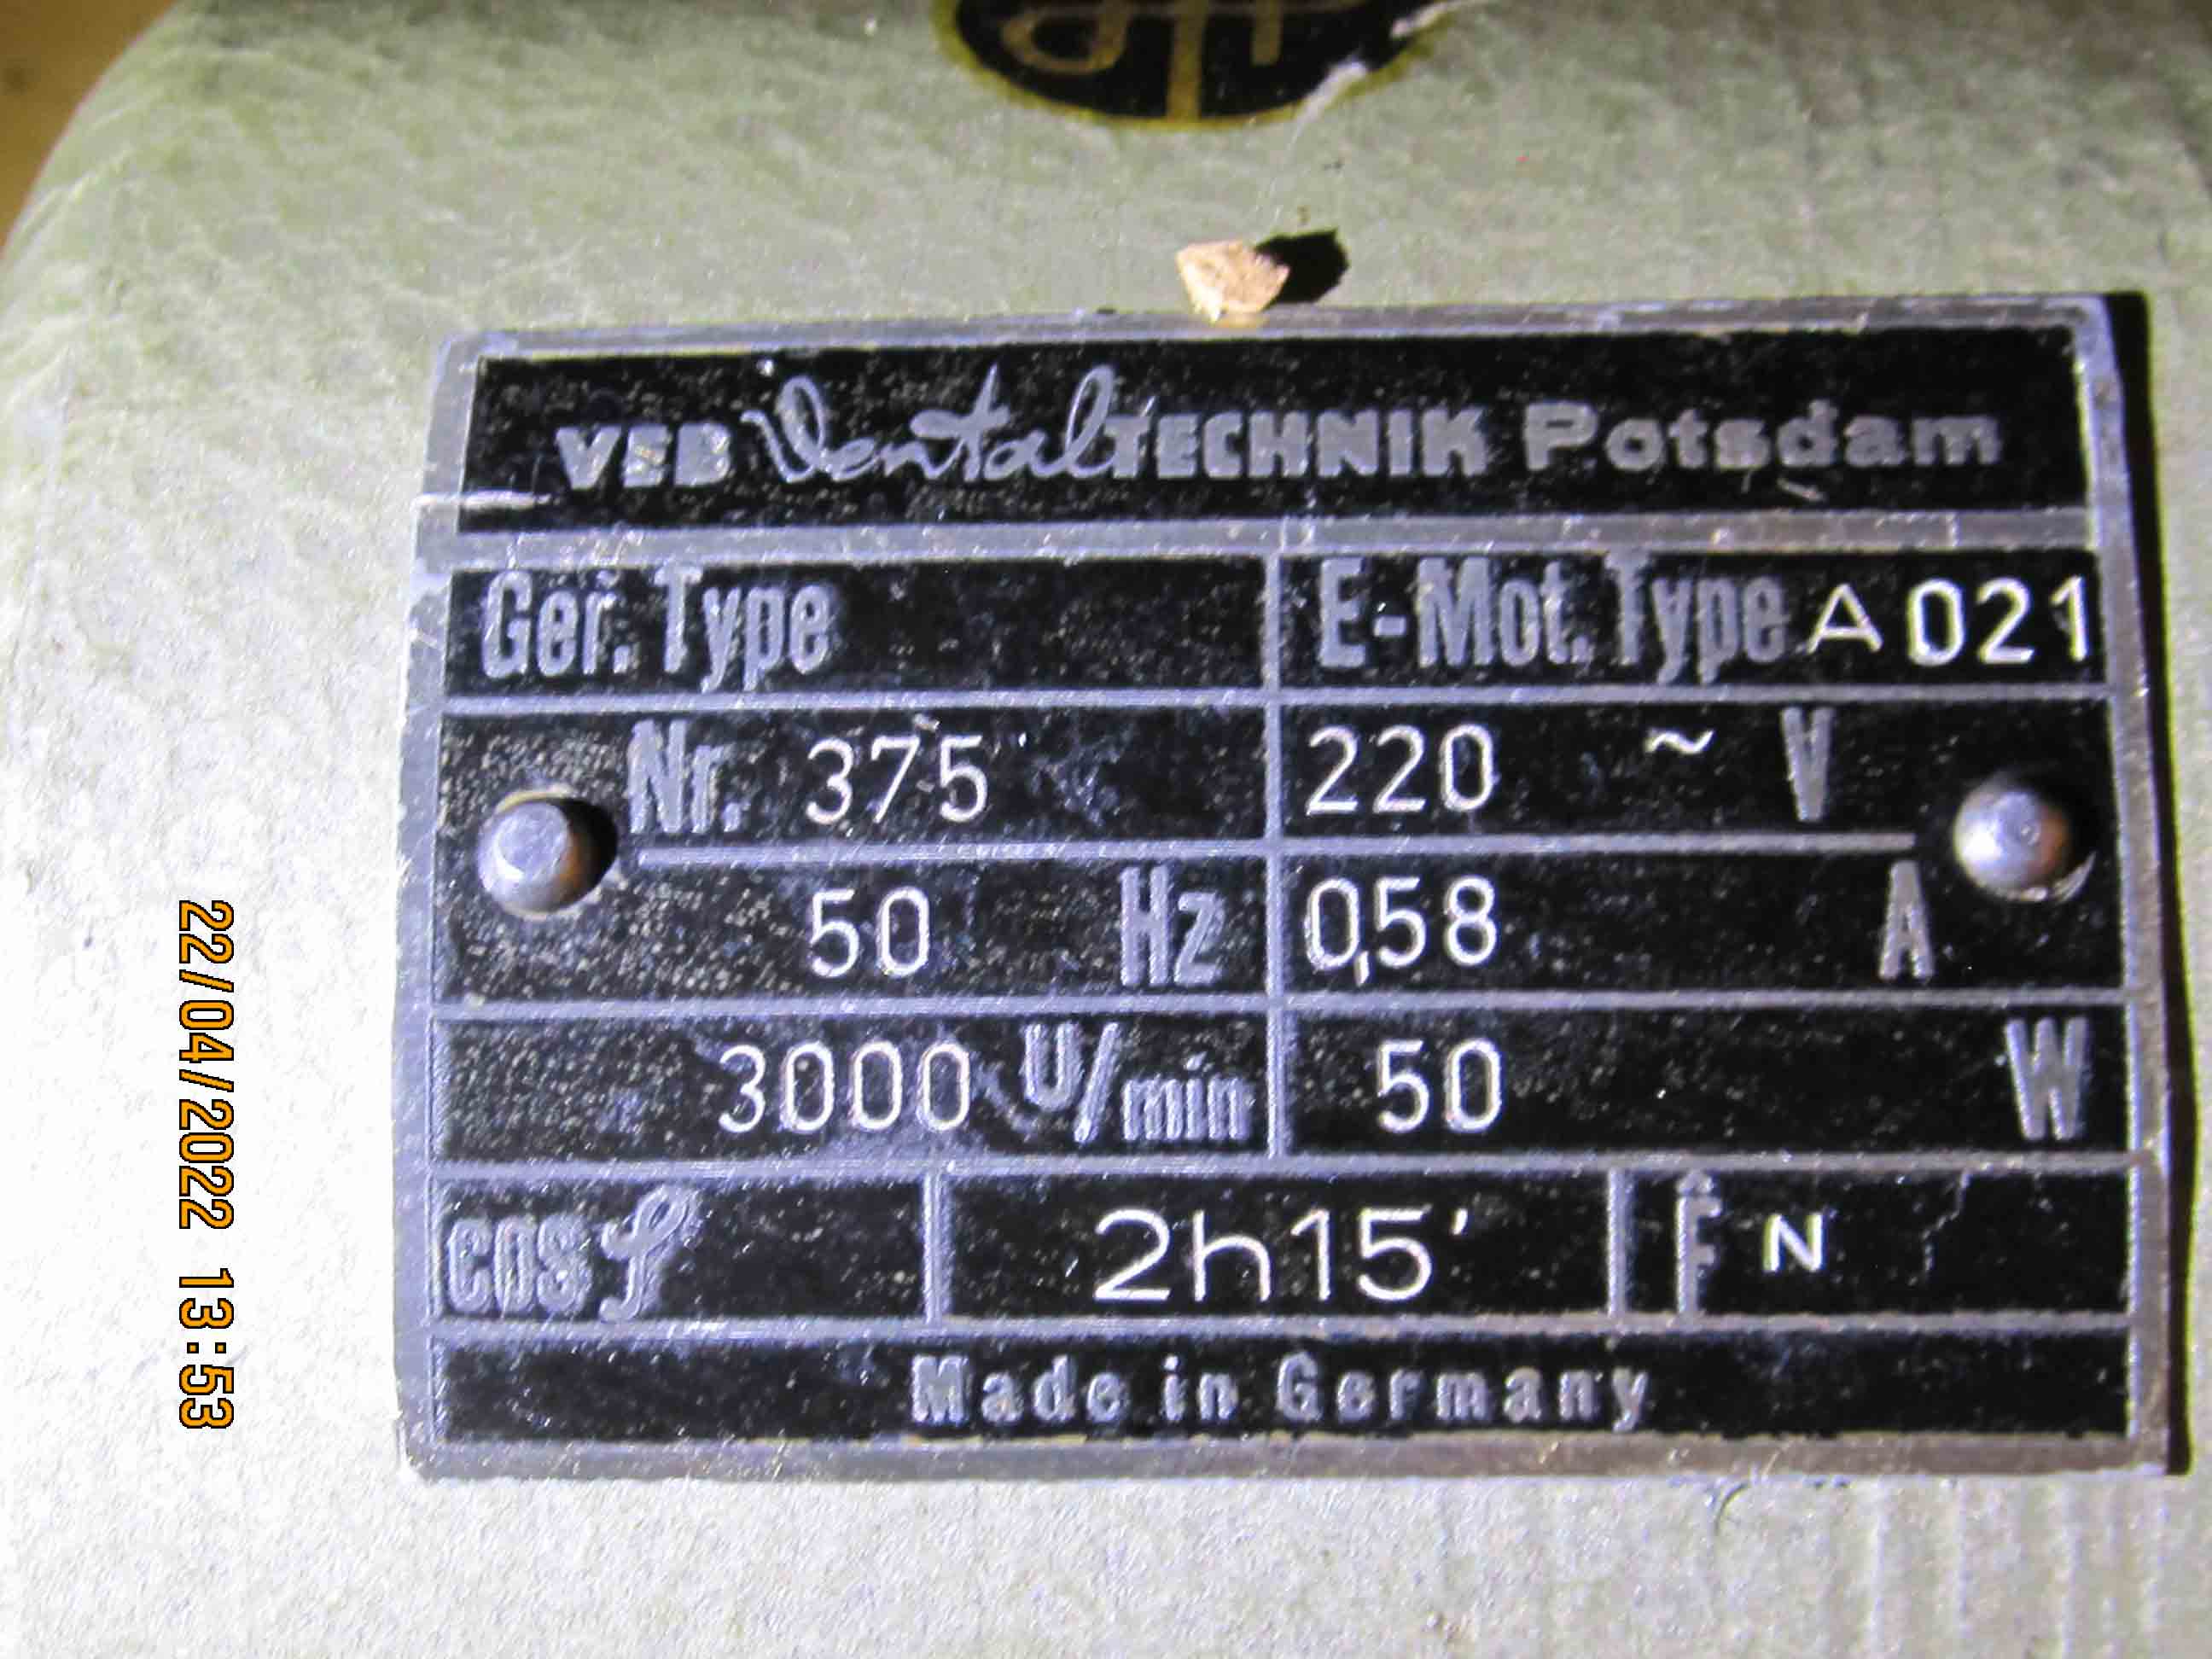 VEB DentalTECHNIK Potsdam
Ger. Type E-Mot. Type A 021
Nr. 375 220 ~ V
50 Hz 0,58 A
3000 U/min 50 W
cos φ 2h15' F N
Made in Germany
22/04/2022 13:53